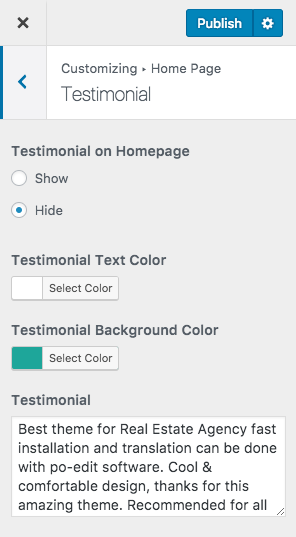 Publish
Customizing ▸ Home Page
Testimonial
Testimonial on Homepage
Show
Hide
Testimonial Text Color
Select Color
Testimonial Background Color
Select Color
Testimonial
Best theme for Real Estate Agency fast
installation and translation can be done
with po-edit software. Cool &
comfortable design, thanks for this
amazing theme. Recommended for all